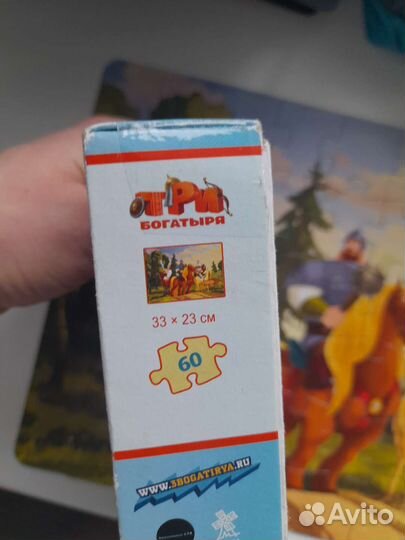 ТРИ
БОГАТЫРЯ
33 × 23 см
60
WWW.3BOGATIRYA.RU
Avito